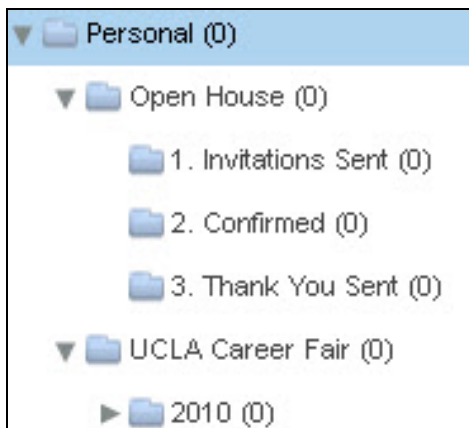 Personal (0)
Open House (0)
1. Invitations Sent (0)
2. Confirmed (0)
3. Thank You Sent (0)
UCLA Career Fair (0)
2010 (0)